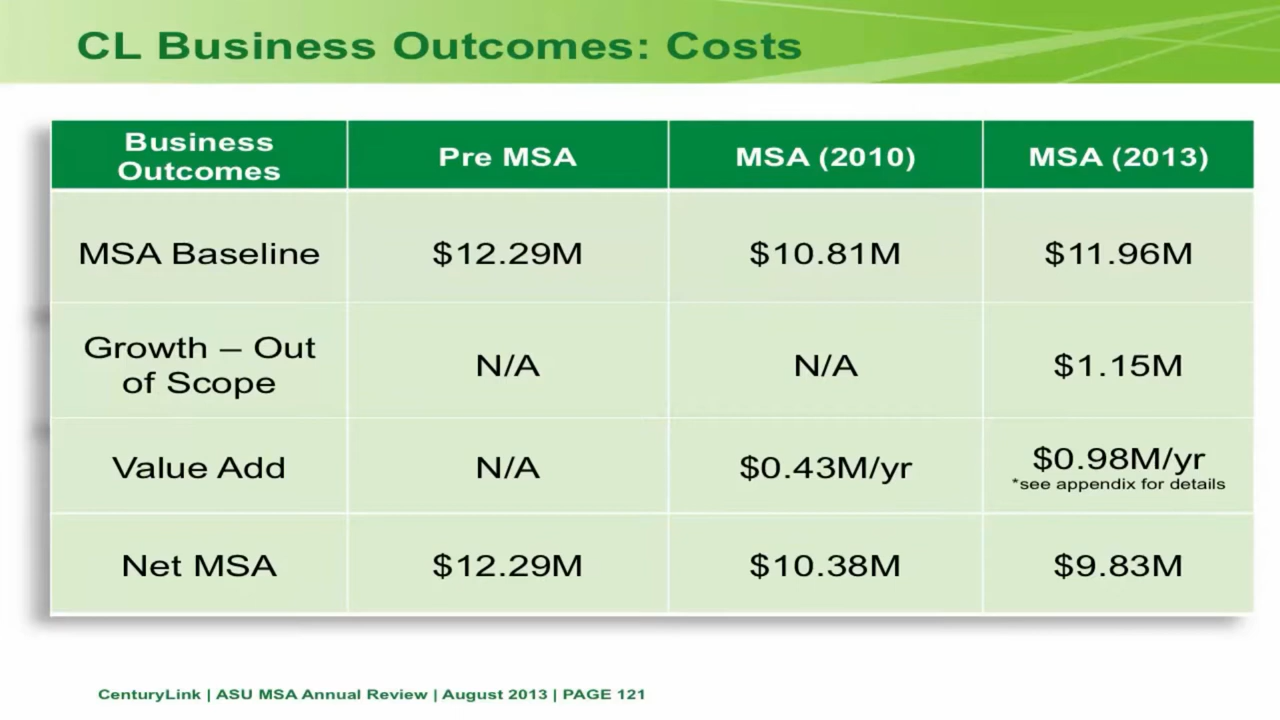 CL Business Outcomes: Costs
Business
Outcomes
Pre MSA
MSA (2010)
MSA (2013)
MSA Baseline
$12.29M
$10.81M
$11.96M
Growth – Out
of Scope
N/A
N/A
$1.15M
Value Add
N/A
$0.43M/yr
$0.98M/yr
*see appendix for details
Net MSA
$12.29M
$10.38M
$9.83M
CenturyLink | ASU MSA Annual Review | August 2013 | PAGE 121